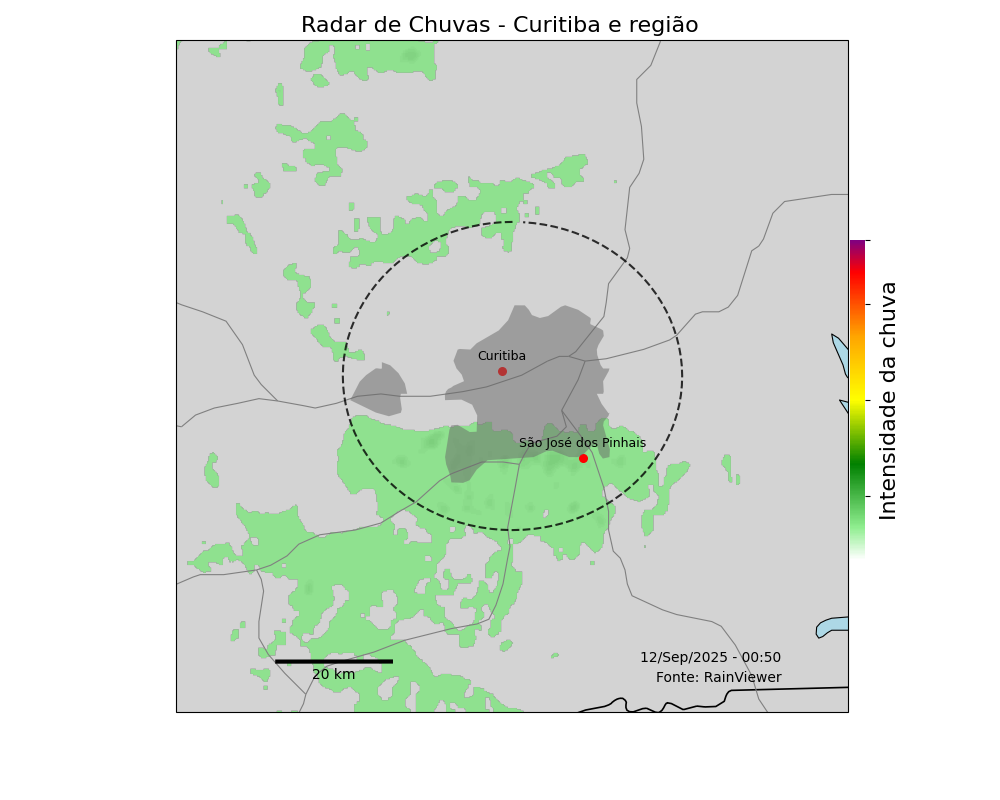 Radar de Chuvas - Curitiba e região
Curitiba
São José dos Pinhais
Intensidade da chuva
12/Sep/2025 - 00:50
20 km
Fonte: RainViewer